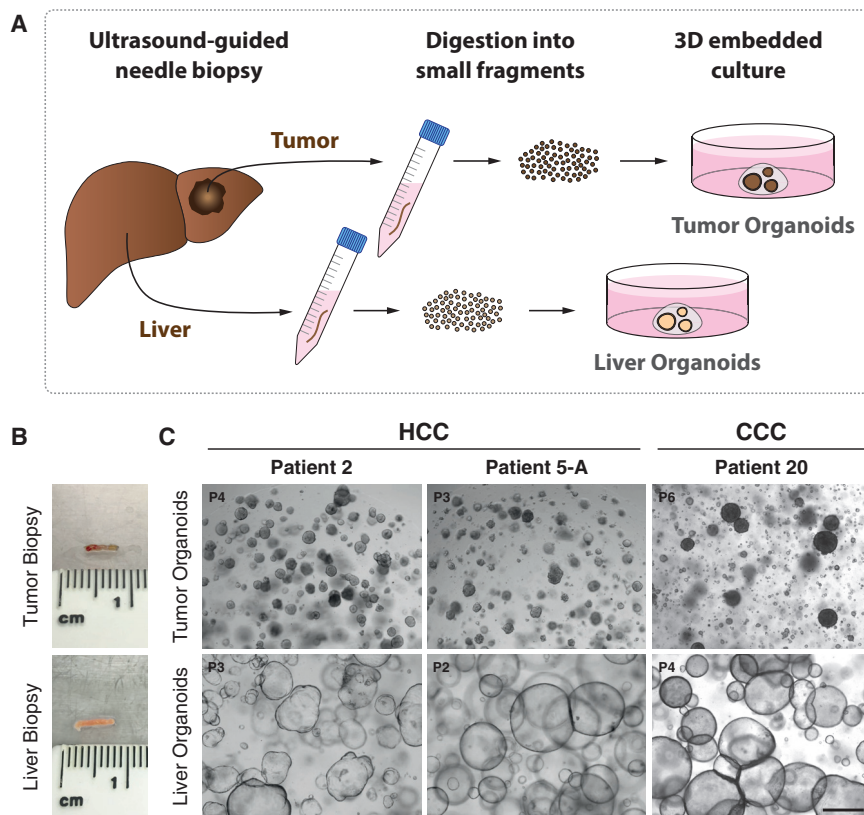 A
Ultrasound-guided
needle biopsy
Digestion into
small fragments
3D embedded
culture
Tumor
Tumor Organoids
Liver
Liver Organoids
B
C
HCC
CCC
Patient 2
Patient 5-A
Patient 20
Tumor Biopsy
cm
1
Tumor Organoids
P4
P3
P6
Liver Biopsy
cm
1
Liver Organoids
P3
P2
P4